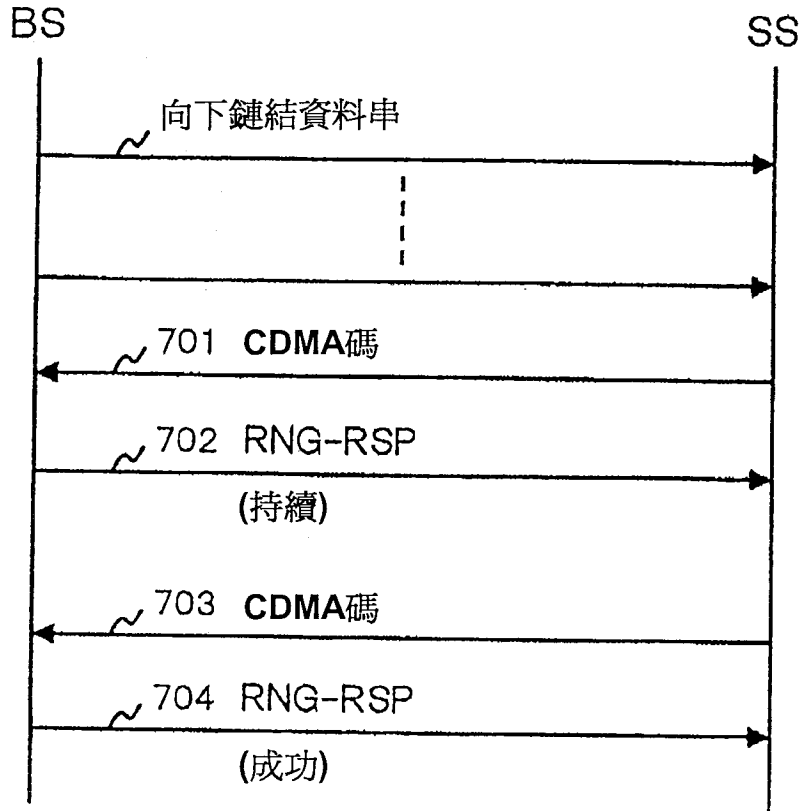 BS
SS
向下鏈結資料串
701 CDMA碼
702 RNG-RSP
(持續)
703 CDMA碼
704 RNG-RSP
(成功)